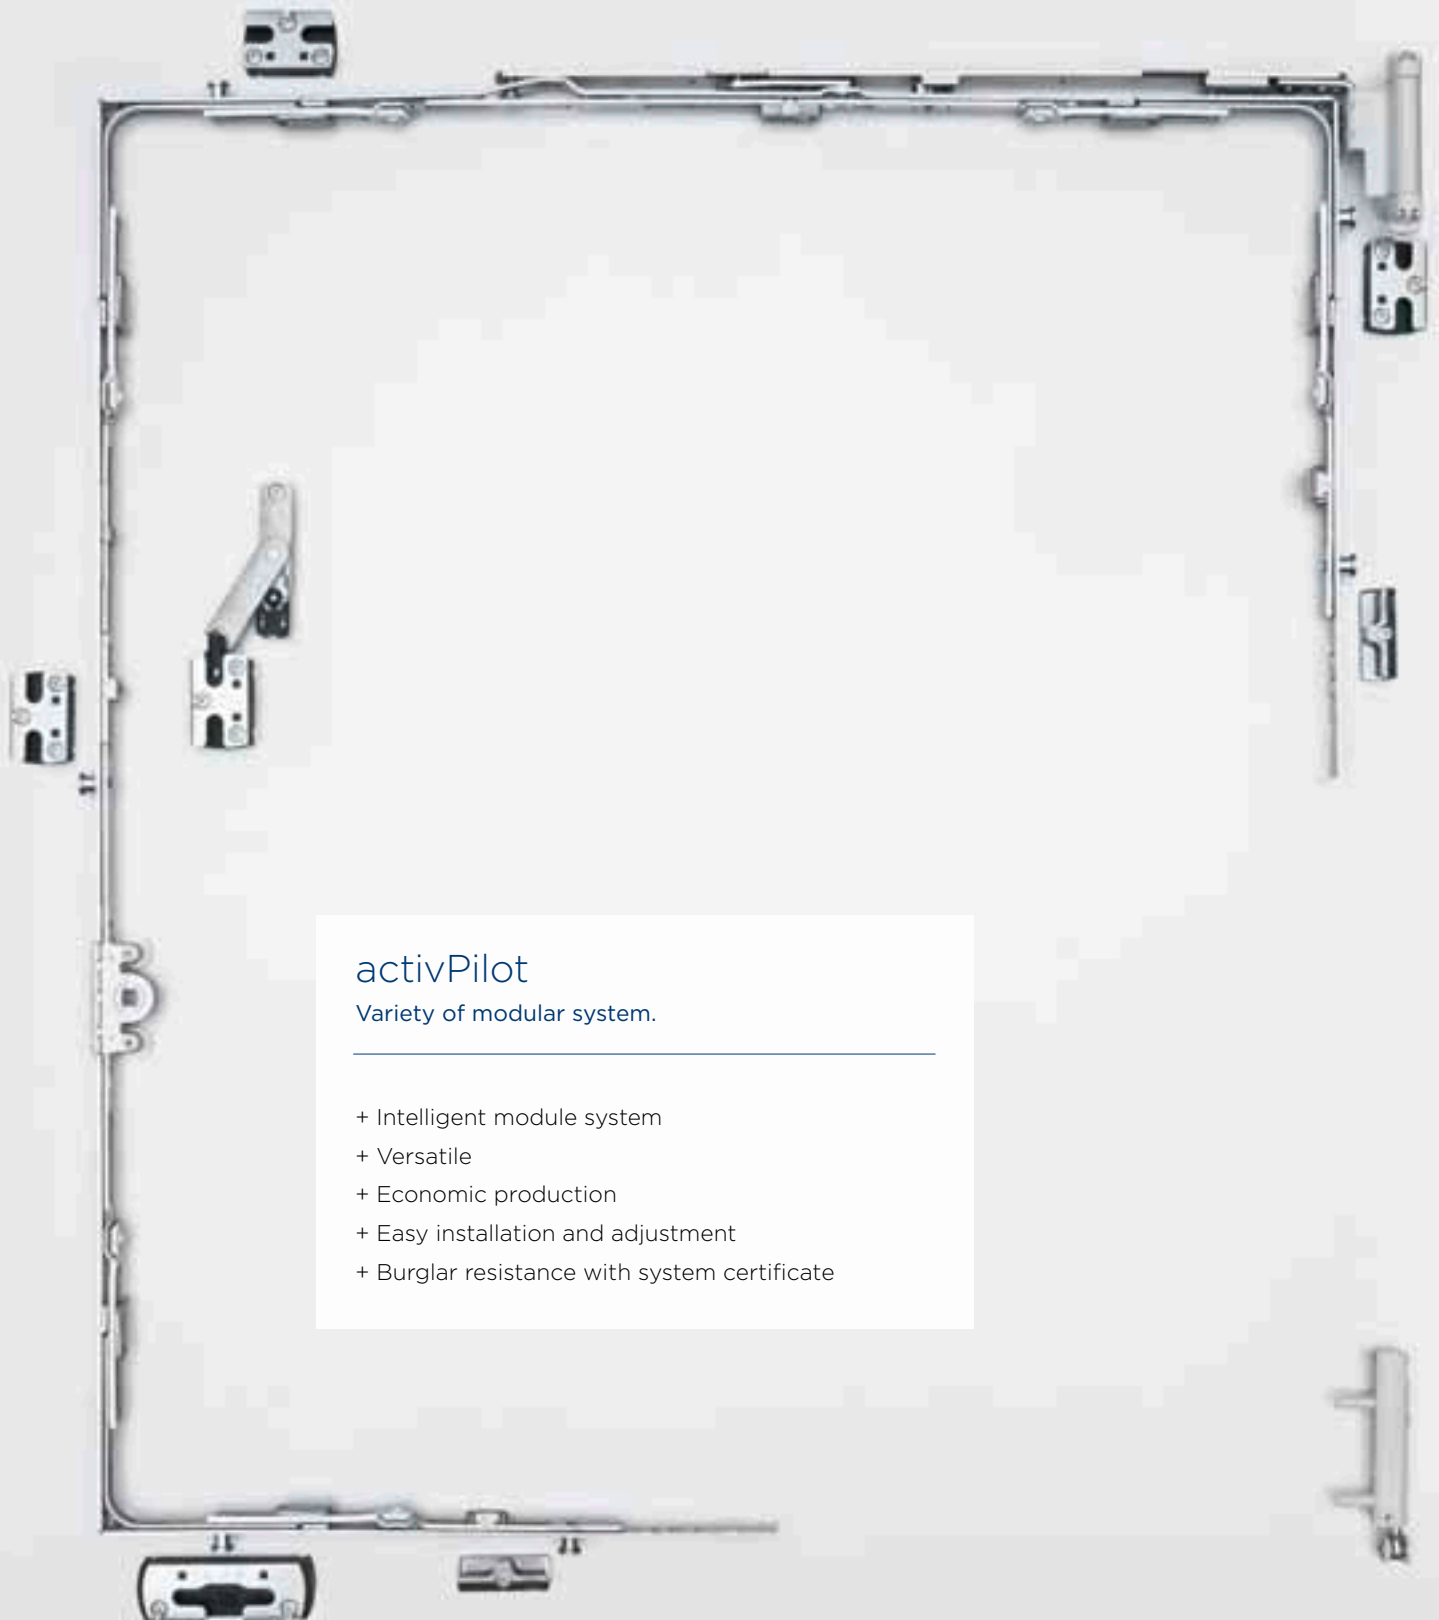 activPilot
Variety of modular system.
+ Intelligent module system
+ Versatile
+ Economic production
+ Easy installation and adjustment
+ Burglar resistance with system certificate